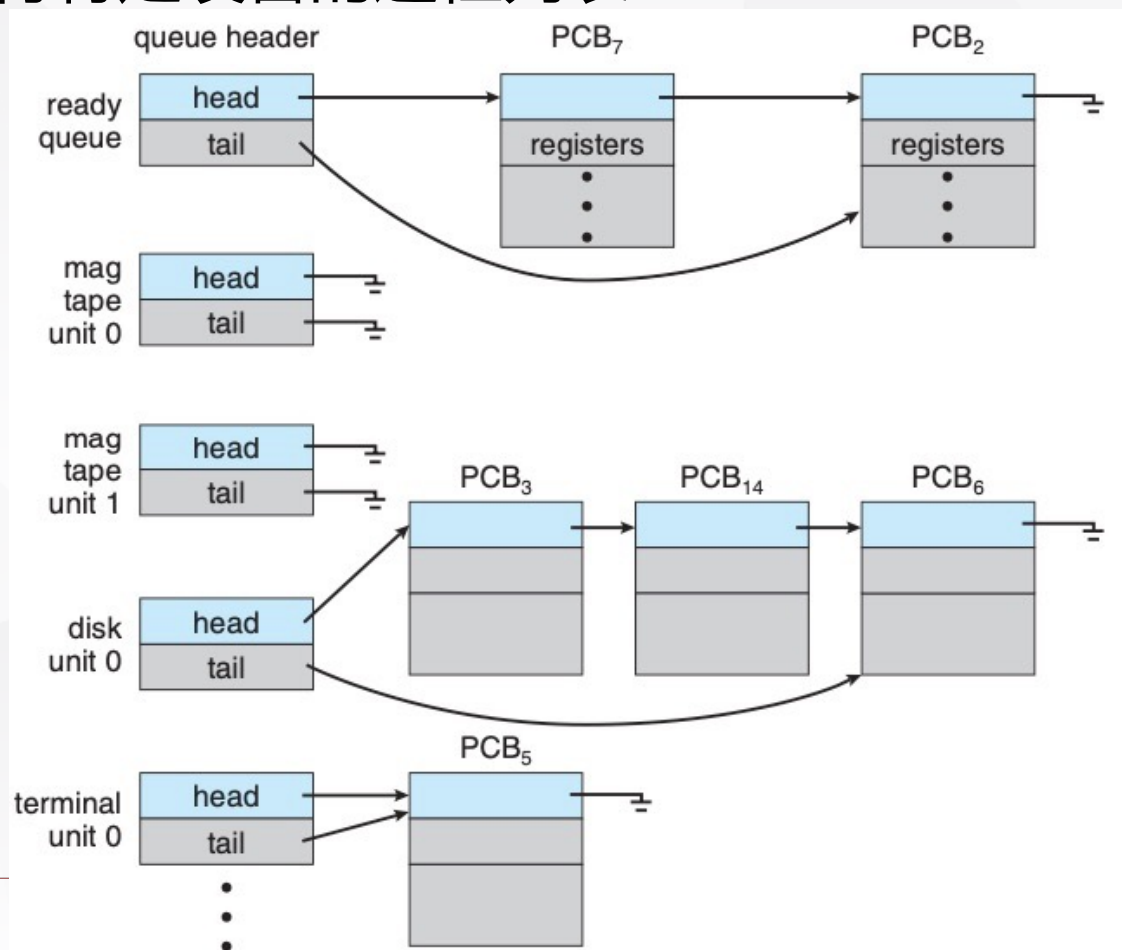 queue header
PCB₇
PCB₂
ready
queue
head
tail
registers
registers
mag
tape
unit 0
head
tail
mag
tape
unit 1
head
tail
PCB₃
PCB₁₄
PCB₆
disk
unit 0
head
tail
PCB₅
terminal
unit 0
head
tail